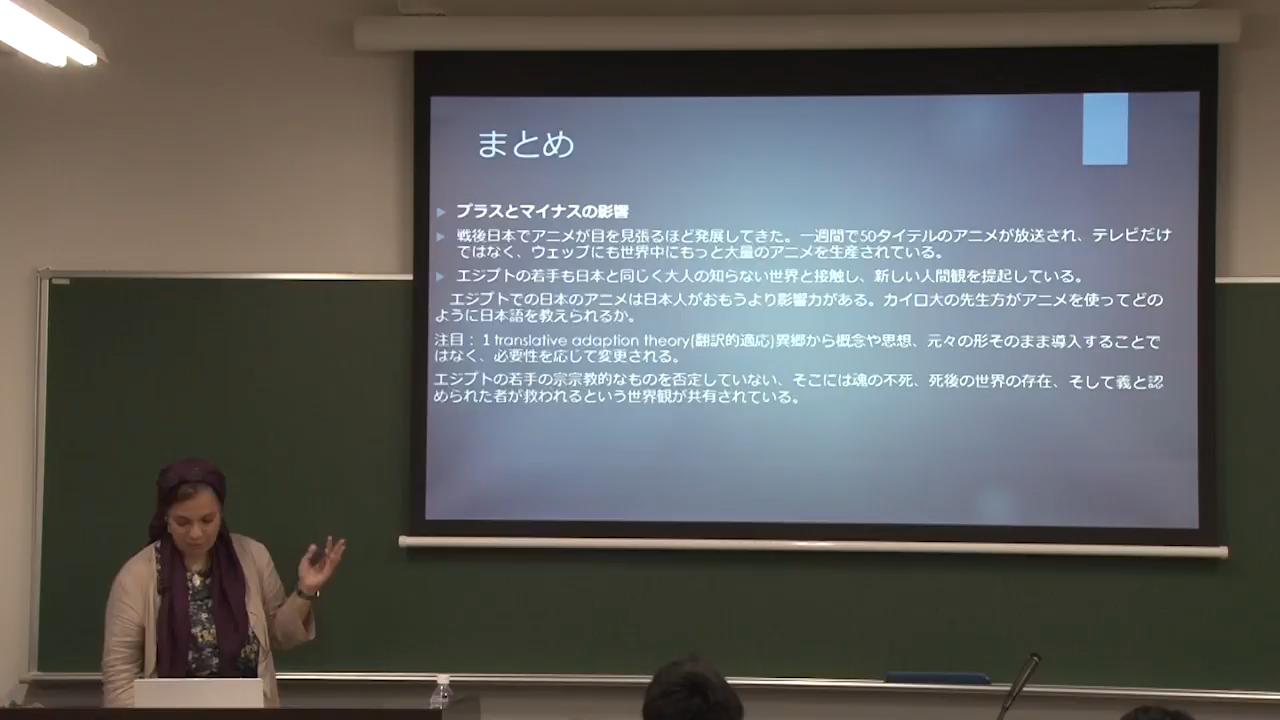 まとめ
プラスとマイナスの影響
戦後日本でアニメが目を見張るほど発展してきた。一週間で50タイテルのアニメが放送され、テレビだけ
ではなく、ウェッブにも世界中にもっと大量のアニメを生産されている。
エジプトの若手も日本と同じく大人の知らない世界と接触し、新しい人間観を提起している。
エジプトでの日本のアニメは日本人がおもうより影響力がある。カイロ大の先生方がアニメを使ってどの
ように日本語を教えられるか。
注目：１translative adaption theory(翻訳的適応)異郷から概念や思想、元々の形そのまま導入することで
はなく、必要性を応じて変更される。
エジプトの若手の宗宗教的なものを否定していない、そこには魂の不死、死後の世界の存在、そして義と認
められた者が救われるという世界観が共有されている。